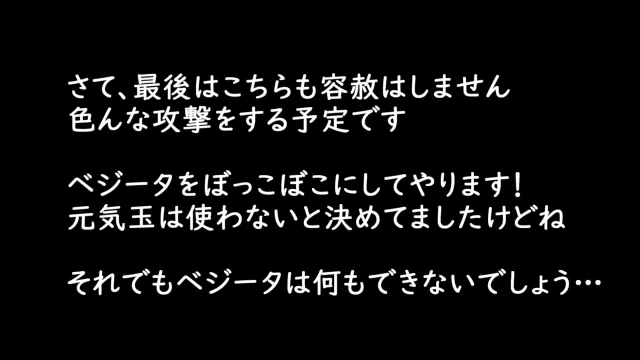 さて、最後はこちらも容赦はしません
色んな攻撃をする予定です
ベジータをぼっこぼこにしてやります！
元気玉は使わないと決めてましたけどね
それでもベジータは何もできないでしょう…